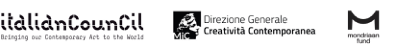 italianCounCil
Bringing our Contemporary Art to the World
MiC
Direzione Generale
Creatività Contemporanea
mondriaan
fund